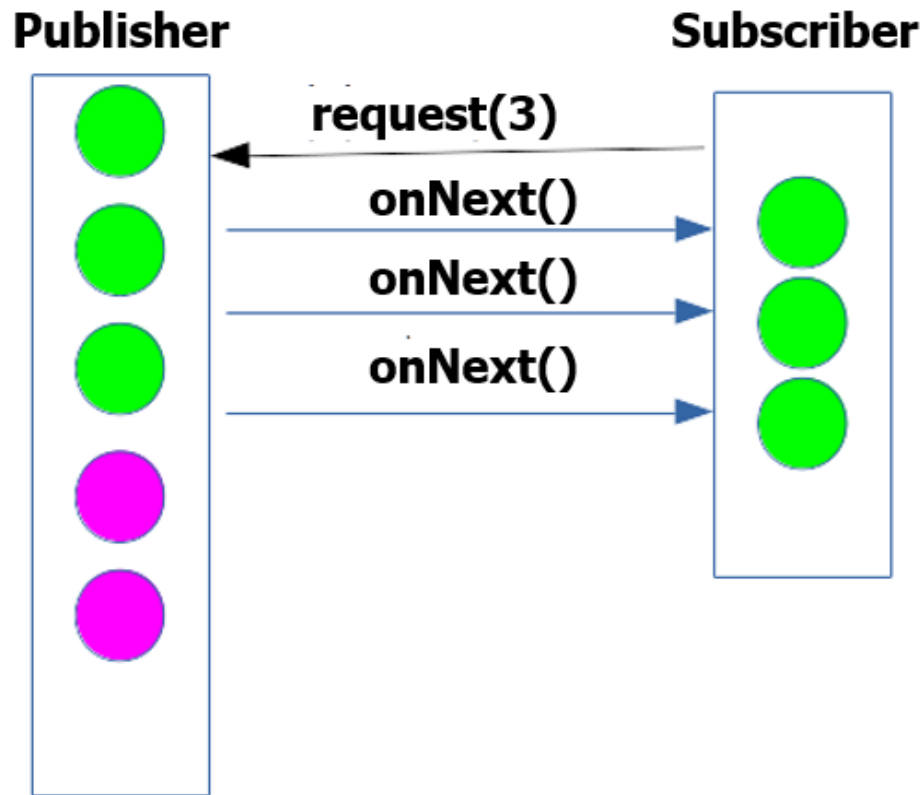 Publisher
Subscriber
request(3)
onNext()
onNext()
onNext()